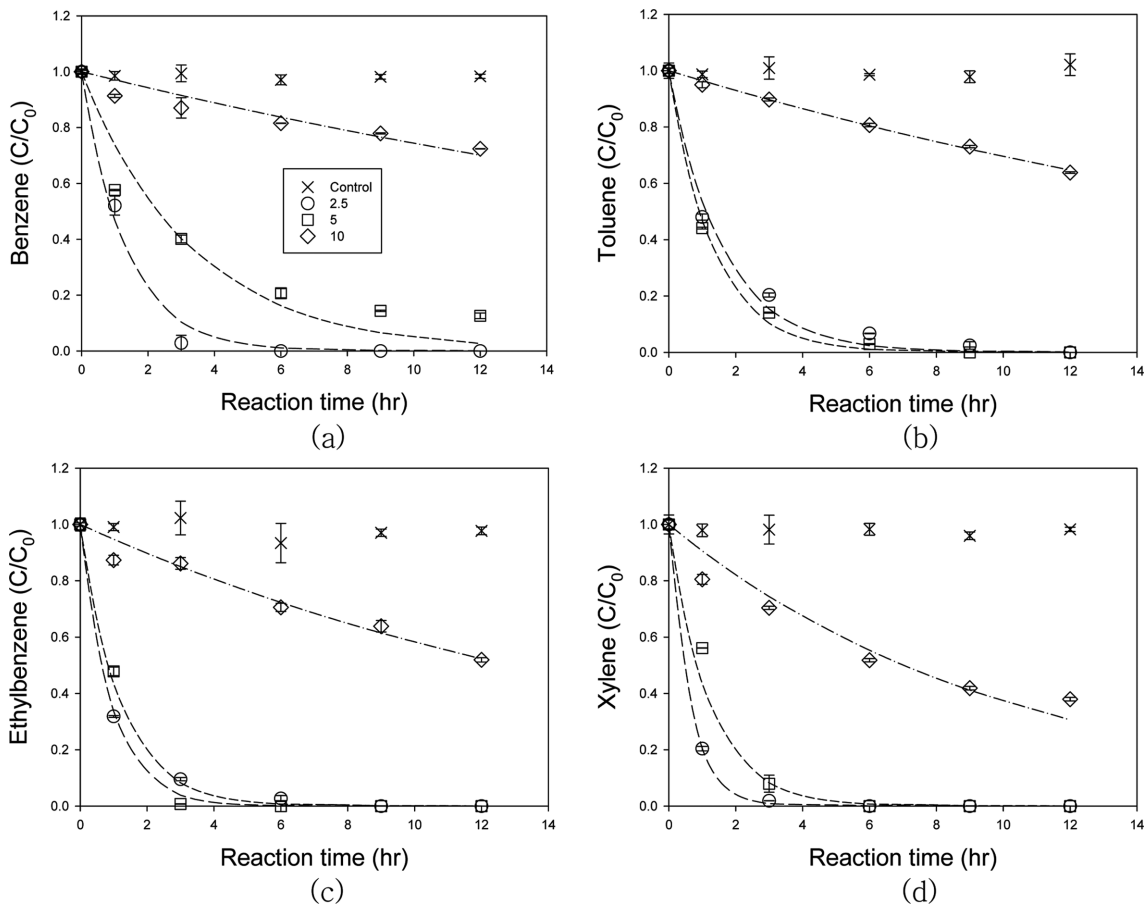 1.2
1.0
0.8
0.6
0.4
0.2
0.0
Benzene (C/C0)
Control
2.5
5
10
0 2 4 6 8 10 12 14
Reaction time (hr)
(a)
1.2
1.0
0.8
0.6
0.4
0.2
0.0
Toluene (C/C0)
0 2 4 6 8 10 12 14
Reaction time (hr)
(b)
1.2
1.0
0.8
0.6
0.4
0.2
0.0
Ethylbenzene (C/C0)
0 2 4 6 8 10 12 14
Reaction time (hr)
(c)
1.2
1.0
0.8
0.6
0.4
0.2
0.0
Xylene (C/C0)
0 2 4 6 8 10 12 14
Reaction time (hr)
(d)